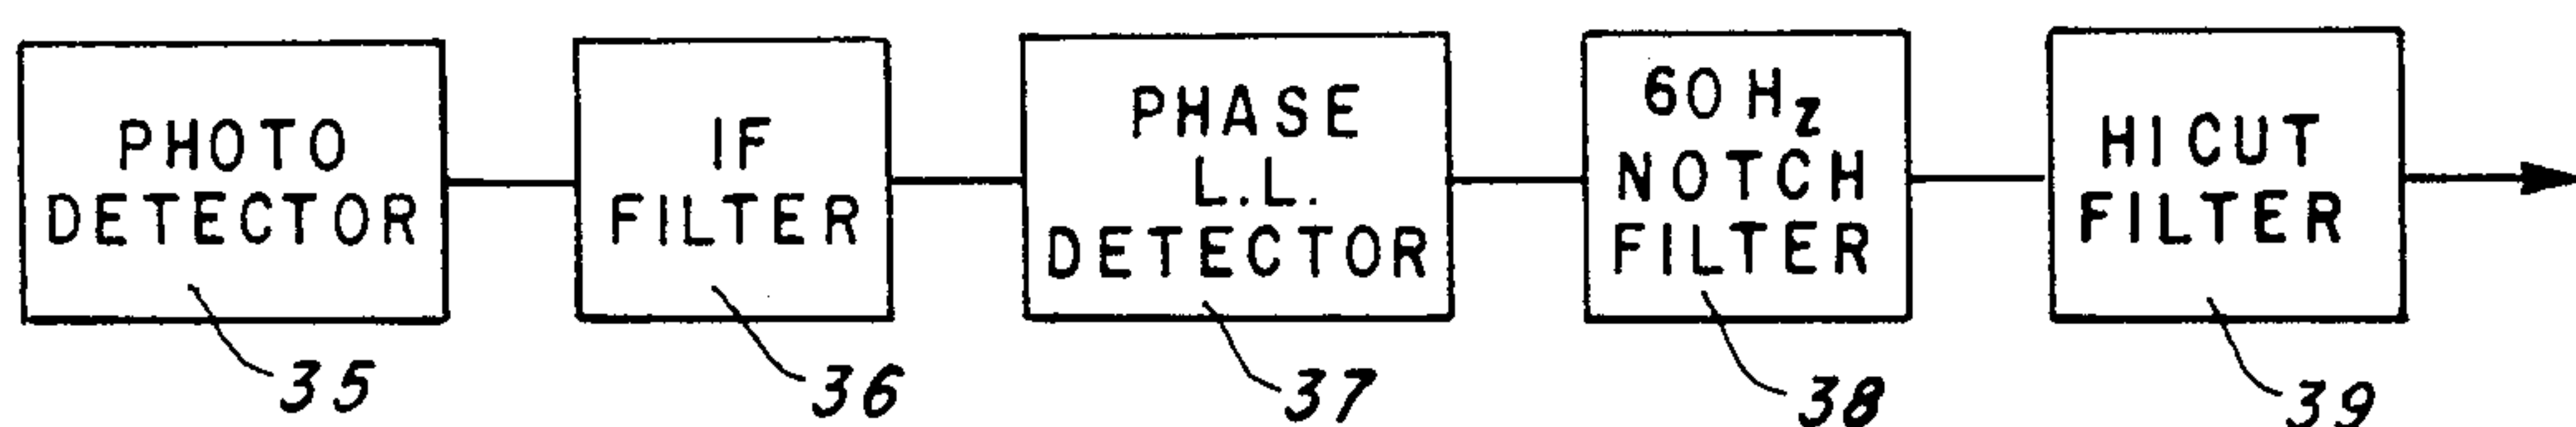 PHOTO
DETECTOR
35
IF
FILTER
36
PHASE
L.L.
DETECTOR
37
60 Hz
NOTCH
FILTER
38
HI CUT
FILTER
39